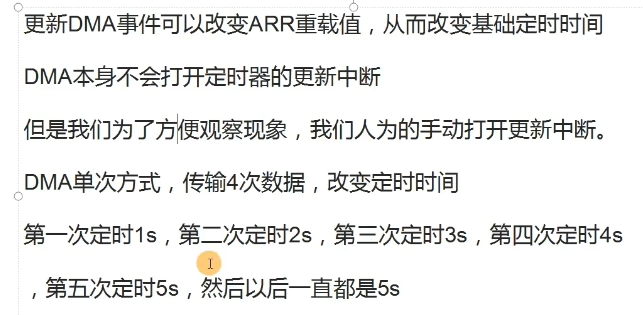 更新DMA事件可以改变ARR重载值，从而改变基础定时时间
DMA本身不会打开定时器的更新中断
但是我们为了方便观察现象，我们人为的手动打开更新中断。
DMA单次方式，传输4次数据，改变定时时间
第一次定时1s，第二次定时2s，第三次定时3s，第四次定时4s
，第五次定时5s，然后以后一直都是5s